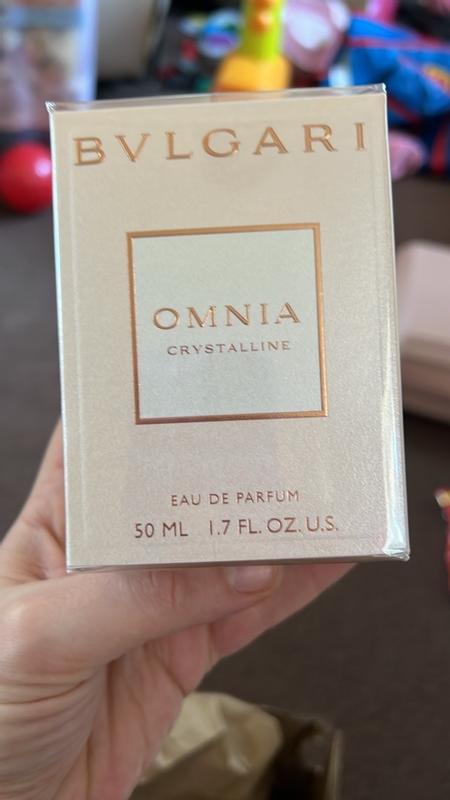 BVLGARI
OMNIA
CRYSTALLINE
EAU DE PARFUM
50 ML 1.7 FL. OZ. U.S.